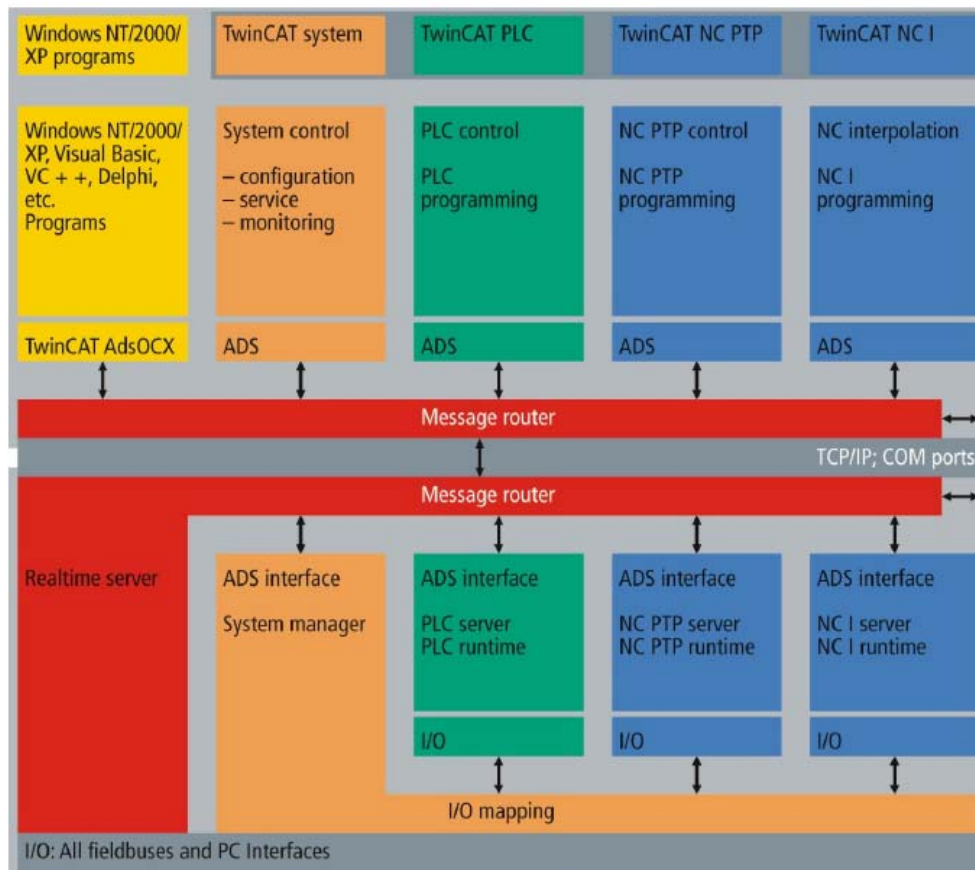 Windows NT/2000/
XP programs
TwinCAT system
TwinCAT PLC
TwinCAT NC PTP
TwinCAT NC I
Windows NT/2000/
XP, Visual Basic,
VC + +, Delphi,
etc.
Programs
System control
– configuration
– service
– monitoring
PLC control
PLC
programming
NC PTP control
NC PTP
programming
NC interpolation
NC I
programming
TwinCAT AdsOCX
ADS
ADS
ADS
ADS
Message router
TCP/IP; COM ports
Message router
Realtime server
ADS interface
System manager
ADS interface
PLC server
PLC runtime
ADS interface
NC PTP server
NC PTP runtime
ADS interface
NC I server
NC I runtime
I/O
I/O
I/O
I/O mapping
I/O: All fieldbuses and PC Interfaces